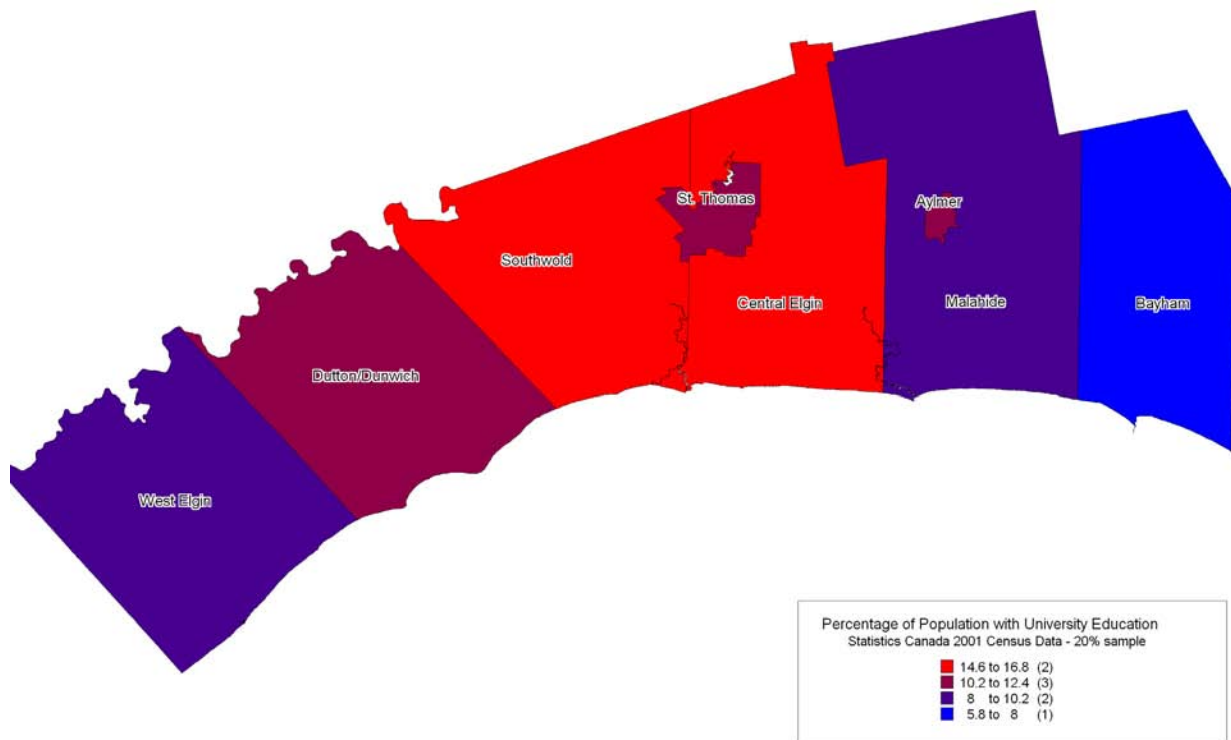 St. Thomas
Aylmer
Southwold
Central Elgin
Malahide
Bayham
Dutton/Dunwich
West Elgin
Percentage of Population with University Education
Statistics Canada 2001 Census Data - 20% sample
14.6 to 16.8 (2)
10.2 to 12.4 (3)
8 to 10.2 (2)
5.8 to 8 (1)